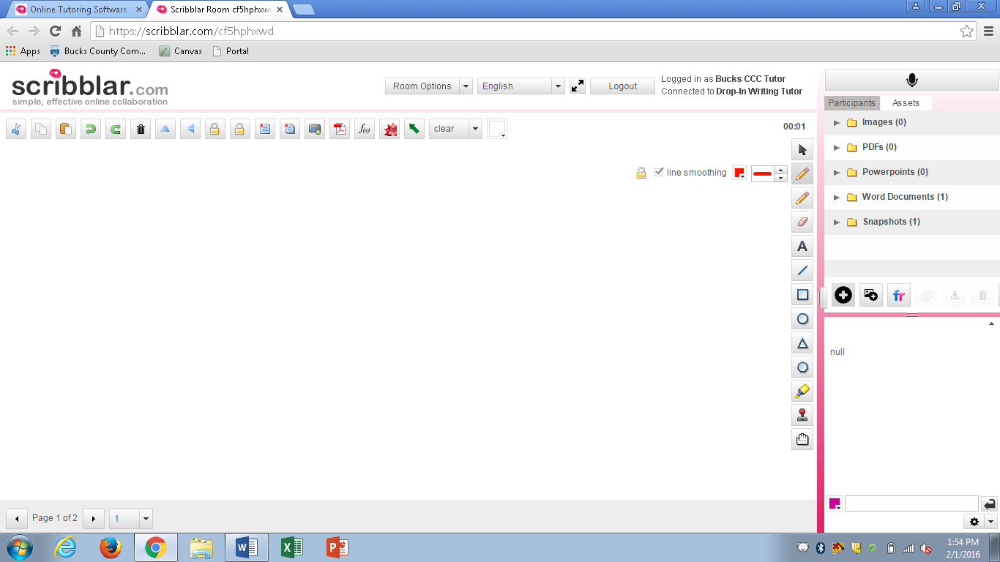 Online Tutoring Software
Scribblar Room cf5hphxw
https://scribblar.com/cf5hphxwd
Apps
Bucks County Com...
Canvas
Portal
scribblar.com
simple, effective online collaboration
Room Options
English
Logout
Logged in as Bucks CCC Tutor
Connected to Drop-In Writing Tutor
Participants
Assets
f(x)
clear
00:01
Images (0)
PDFs (0)
Powerpoints (0)
Word Documents (1)
Snapshots (1)
line smoothing
A
fr
null
Page 1 of 2
1
1:54 PM
2/1/2016